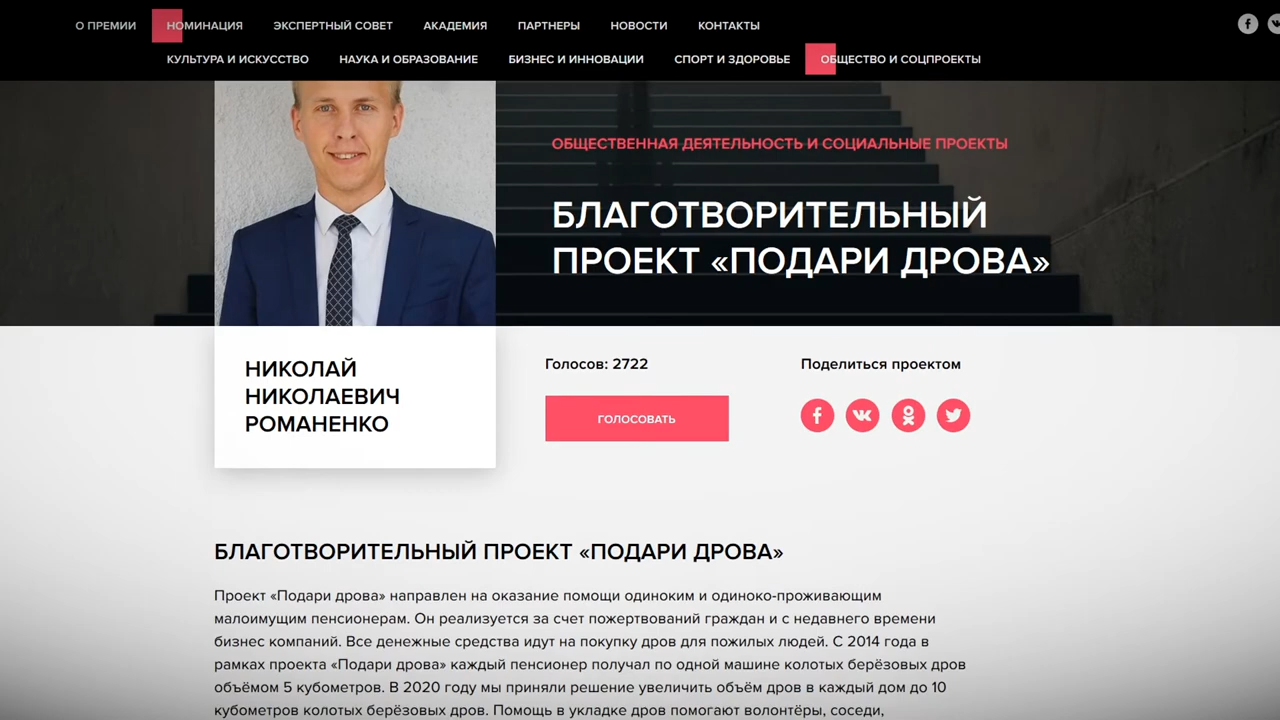 О ПРЕМИИ НОМИНАЦИЯ ЭКСПЕРТНЫЙ СОВЕТ АКАДЕМИЯ ПАРТНЕРЫ НОВОСТИ КОНТАКТЫ
КУЛЬТУРА И ИСКУССТВО НАУКА И ОБРАЗОВАНИЕ БИЗНЕС И ИННОВАЦИИ СПОРТ И ЗДОРОВЬЕ ОБЩЕСТВО И СОЦПРОЕКТЫ
ОБЩЕСТВЕННАЯ ДЕЯТЕЛЬНОСТЬ И СОЦИАЛЬНЫЕ ПРОЕКТЫ
БЛАГОТВОРИТЕЛЬНЫЙ
ПРОЕКТ «ПОДАРИ ДРОВА»
НИКОЛАЙ
НИКОЛАЕВИЧ
РОМАНЕНКО
Голосов: 2722
ГОЛОСОВАТЬ
Поделиться проектом
БЛАГОТВОРИТЕЛЬНЫЙ ПРОЕКТ «ПОДАРИ ДРОВА»
Проект «Подари дрова» направлен на оказание помощи одиноким и одиноко-проживающим
малоимущим пенсионерам. Он реализуется за счет пожертвований граждан и с недавнего времени
бизнес компаний. Все денежные средства идут на покупку дров для пожилых людей. С 2014 года в
рамках проекта «Подари дрова» каждый пенсионер получал по одной машине колотых берёзовых дров
объёмом 5 кубометров. В 2020 году мы приняли решение увеличить объём дров в каждый дом до 10
кубометров колотых берёзовых дров. Помощь в укладке дров помогают волонтёры, соседи,